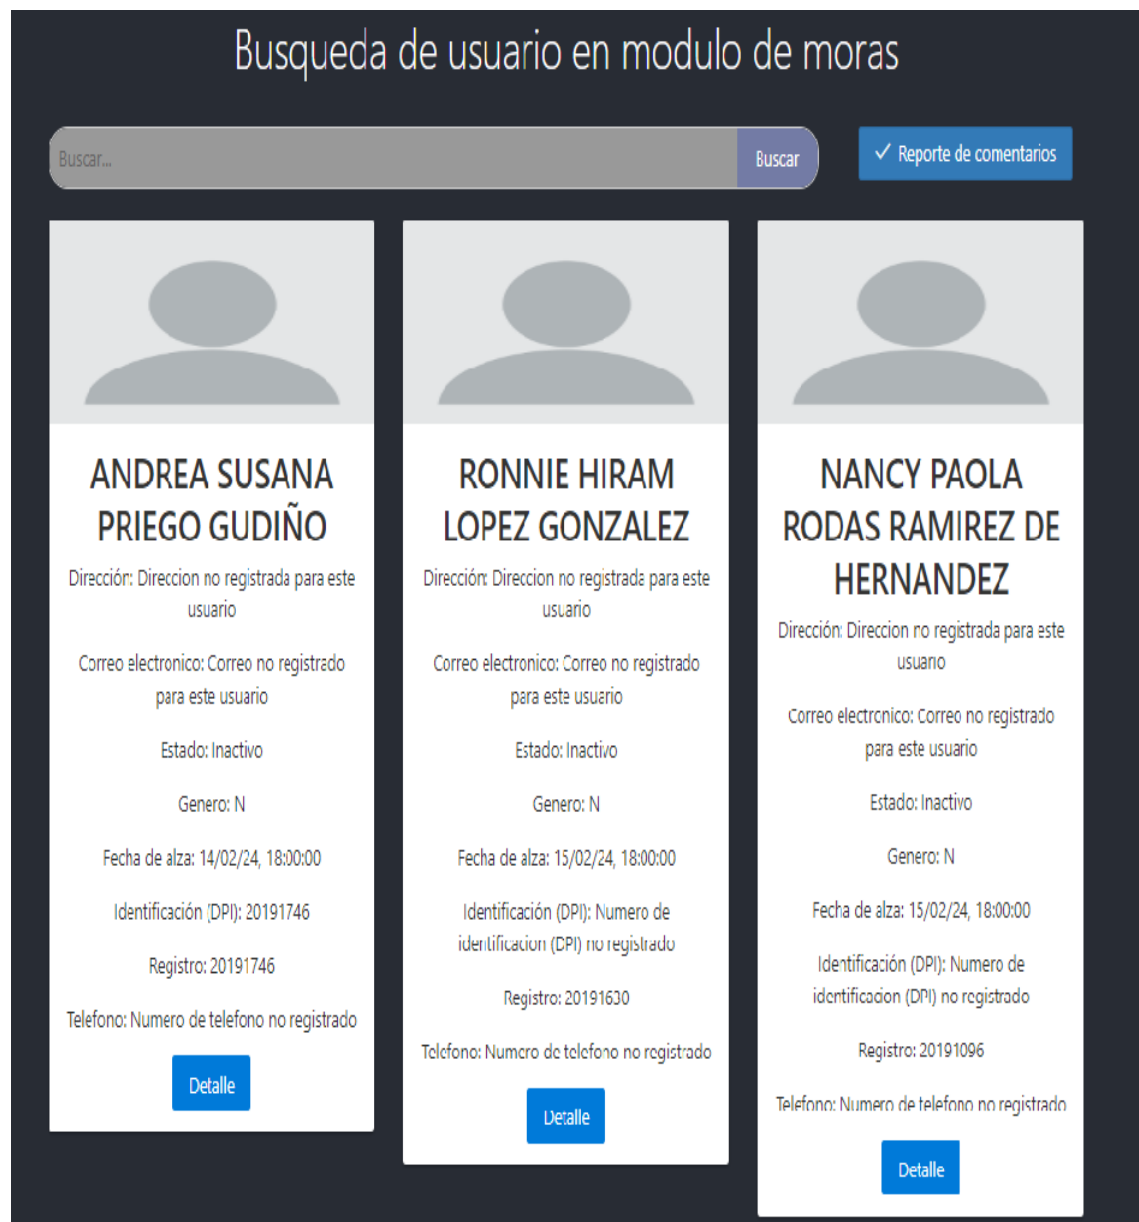 Busqueda de usuario en modulo de moras
Buscar...
Buscar
Reporte de comentarios
ANDREA SUSANA
PRIEGO GUDIÑO
Dirección: Direccion no registrada para este
usuario
Correo electronico: Correo no registrado
para este usuario
Estado: Inactivo
Genero: N
Fecha de alza: 14/02/24, 18:00:00
Identificación (DPI): 20191746
Registro: 20191746
Telefono: Numero de telefono no registrado
Detalle
RONNIE HIRAM
LOPEZ GONZALEZ
Dirección: Direccion no registrada para este
usuario
Correo electronico: Correo no registrado
para este usuario
Estado: Inactivo
Genero: N
Fecha de alza: 15/02/24, 18:00:00
Identificación (DPI): Numero de
identificacion (DPI) no registrado
Registro: 20191630
Telefono: Numero de telefono no registrado
Detalle
NANCY PAOLA
RODAS RAMIREZ DE
HERNANDEZ
Dirección: Direccion no registrada para este
usuario
Correo electronico: Correo no registrado
para este usuario
Estado: Inactivo
Genero: N
Fecha de alza: 15/02/24, 18:00:00
Identificación (DPI): Numero de
identificacion (DPI) no registrado
Registro: 20191096
Telefono: Numero de telefono no registrado
Detalle